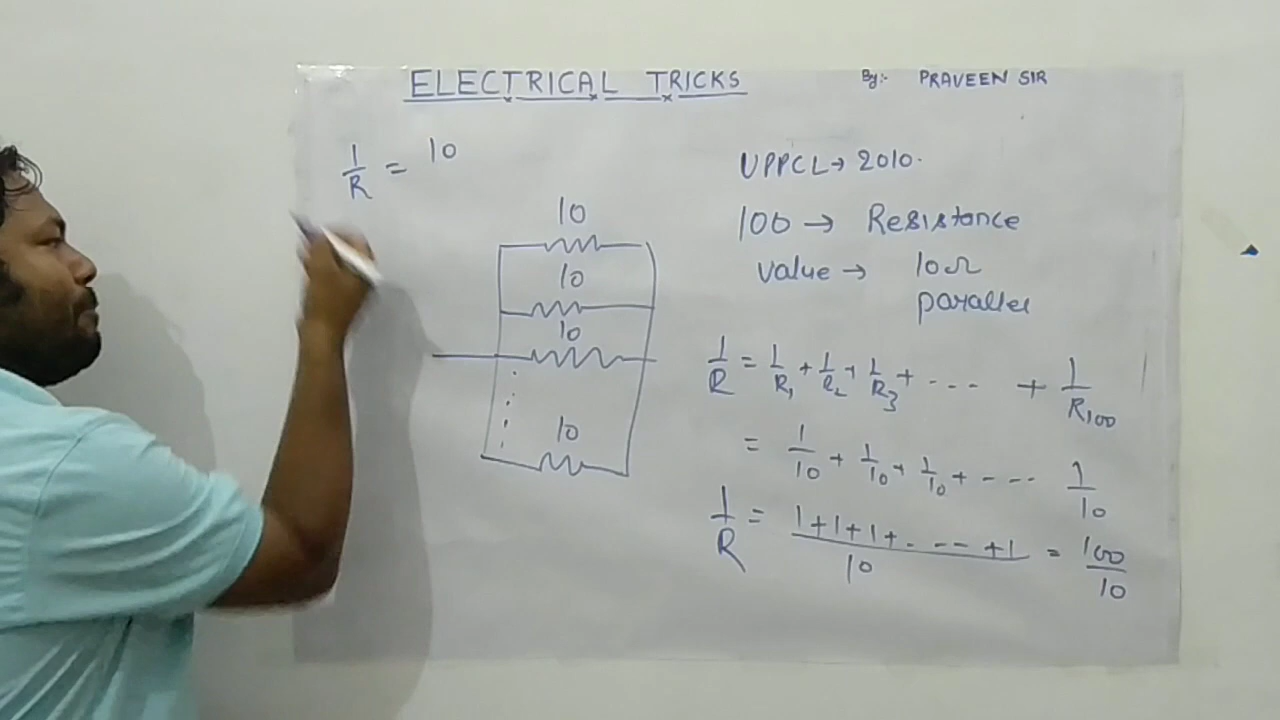 ELECTRICAL TRICKS By:- PRAVEEN SIR
1/R = 10
10
10
10
10
UPPCL → 2010.
100 → Resistance
value → 10Ω
parallel
1/R = 1/R₁ + 1/R₂ + 1/R₃ + ---- + 1/R₁₀₀
= 1/10 + 1/10 + 1/10 + ---- 1/10
1/R = 1+1+1+----+1/10 = 100/10